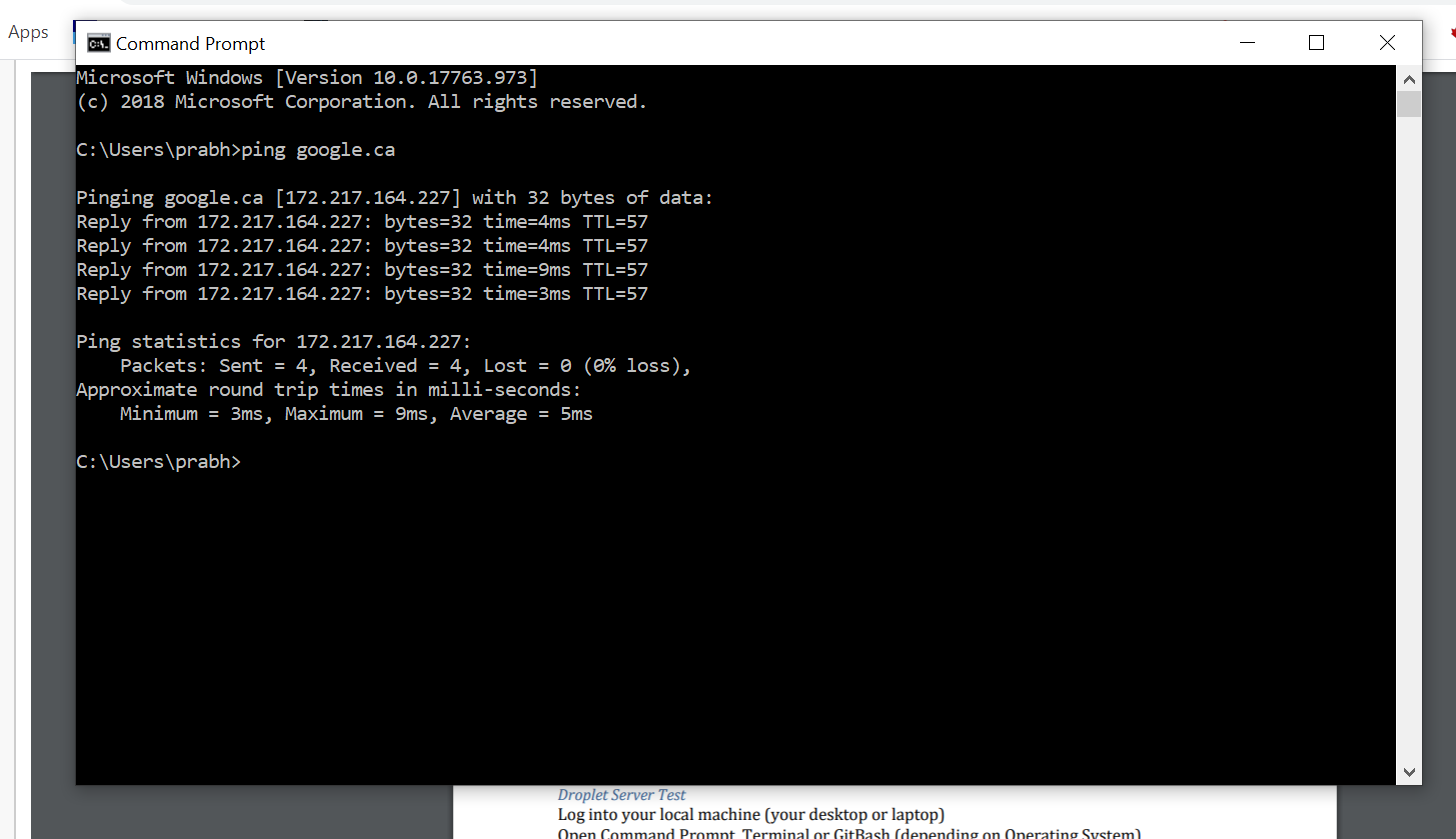 Apps
Command Prompt
Microsoft Windows [Version 10.0.17763.973]
(c) 2018 Microsoft Corporation. All rights reserved.
C:\Users\prabh>ping google.ca
Pinging google.ca [172.217.164.227] with 32 bytes of data:
Reply from 172.217.164.227: bytes=32 time=4ms TTL=57
Reply from 172.217.164.227: bytes=32 time=4ms TTL=57
Reply from 172.217.164.227: bytes=32 time=9ms TTL=57
Reply from 172.217.164.227: bytes=32 time=3ms TTL=57
Ping statistics for 172.217.164.227:
    Packets: Sent = 4, Received = 4, Lost = 0 (0% loss),
Approximate round trip times in milli-seconds:
    Minimum = 3ms, Maximum = 9ms, Average = 5ms
C:\Users\prabh>
Droplet Server Test
Log into your local machine (your desktop or laptop)
Open Command Prompt, Terminal or GitBash (depending on Operating System)